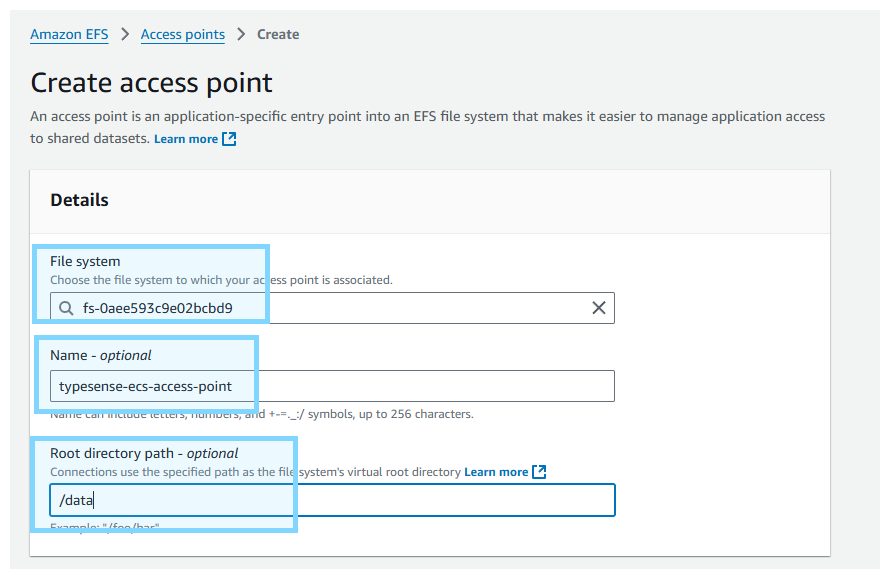 Amazon EFS > Access points > Create
Create access point
An access point is an application-specific entry point into an EFS file system that makes it easier to manage application access
to shared datasets. Learn more
Details
File system
Choose the file system to which your access point is associated.
fs-0aee593c9e02bcbd9
Name - optional
typesense-ecs-access-point
Name can include letters, numbers, and +-=._:/ symbols, up to 256 characters.
Root directory path - optional
Connections use the specified path as the file system's virtual root directory Learn more
/data
Example: "/foo/bar"